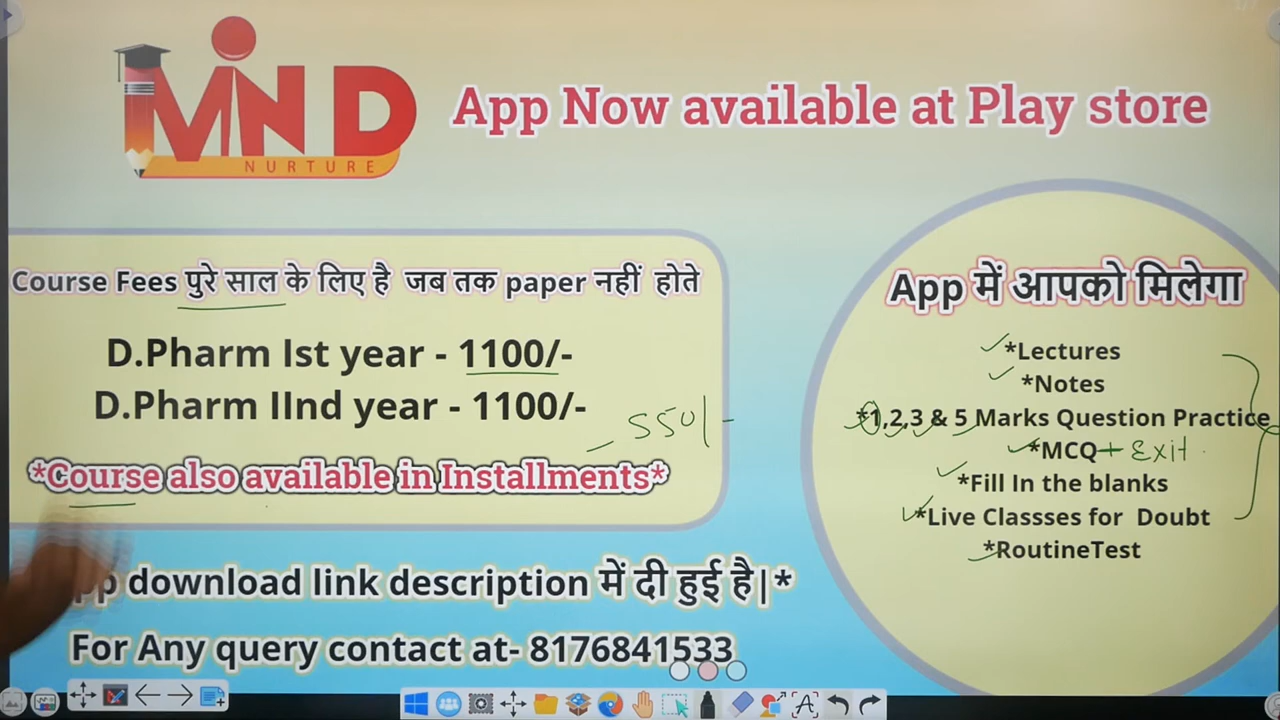 MIND
NURTURE
App Now available at Play store
Course Fees पुरे साल के लिए है जब तक paper नहीं होते
D.Pharm Ist year - 1100/-
D.Pharm IInd year - 1100/-
550/-
*Course also available in Installments*
download link description में दी हुई है|*
For Any query contact at- 8176841533
App में आपको मिलेगा
*Lectures
*Notes
*1,2,3 & 5 Marks Question Practice
*MCQ + Exit
*Fill In the blanks
*Live Classses for Doubt
*RoutineTest